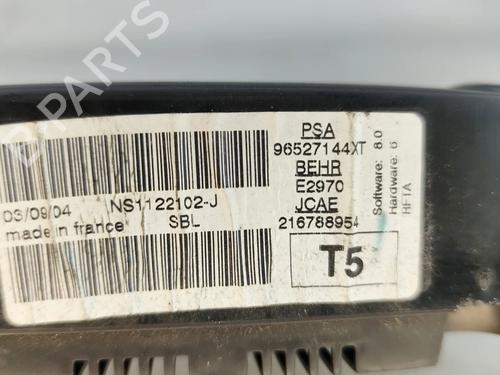 PSA
96527144XT
BEHR
E2970
JCAE
216788954
T5
Software: 8.0
Hardware: 6
HFIA
03/09/04 NS1122102-J
made in france SBL
B-PARTS